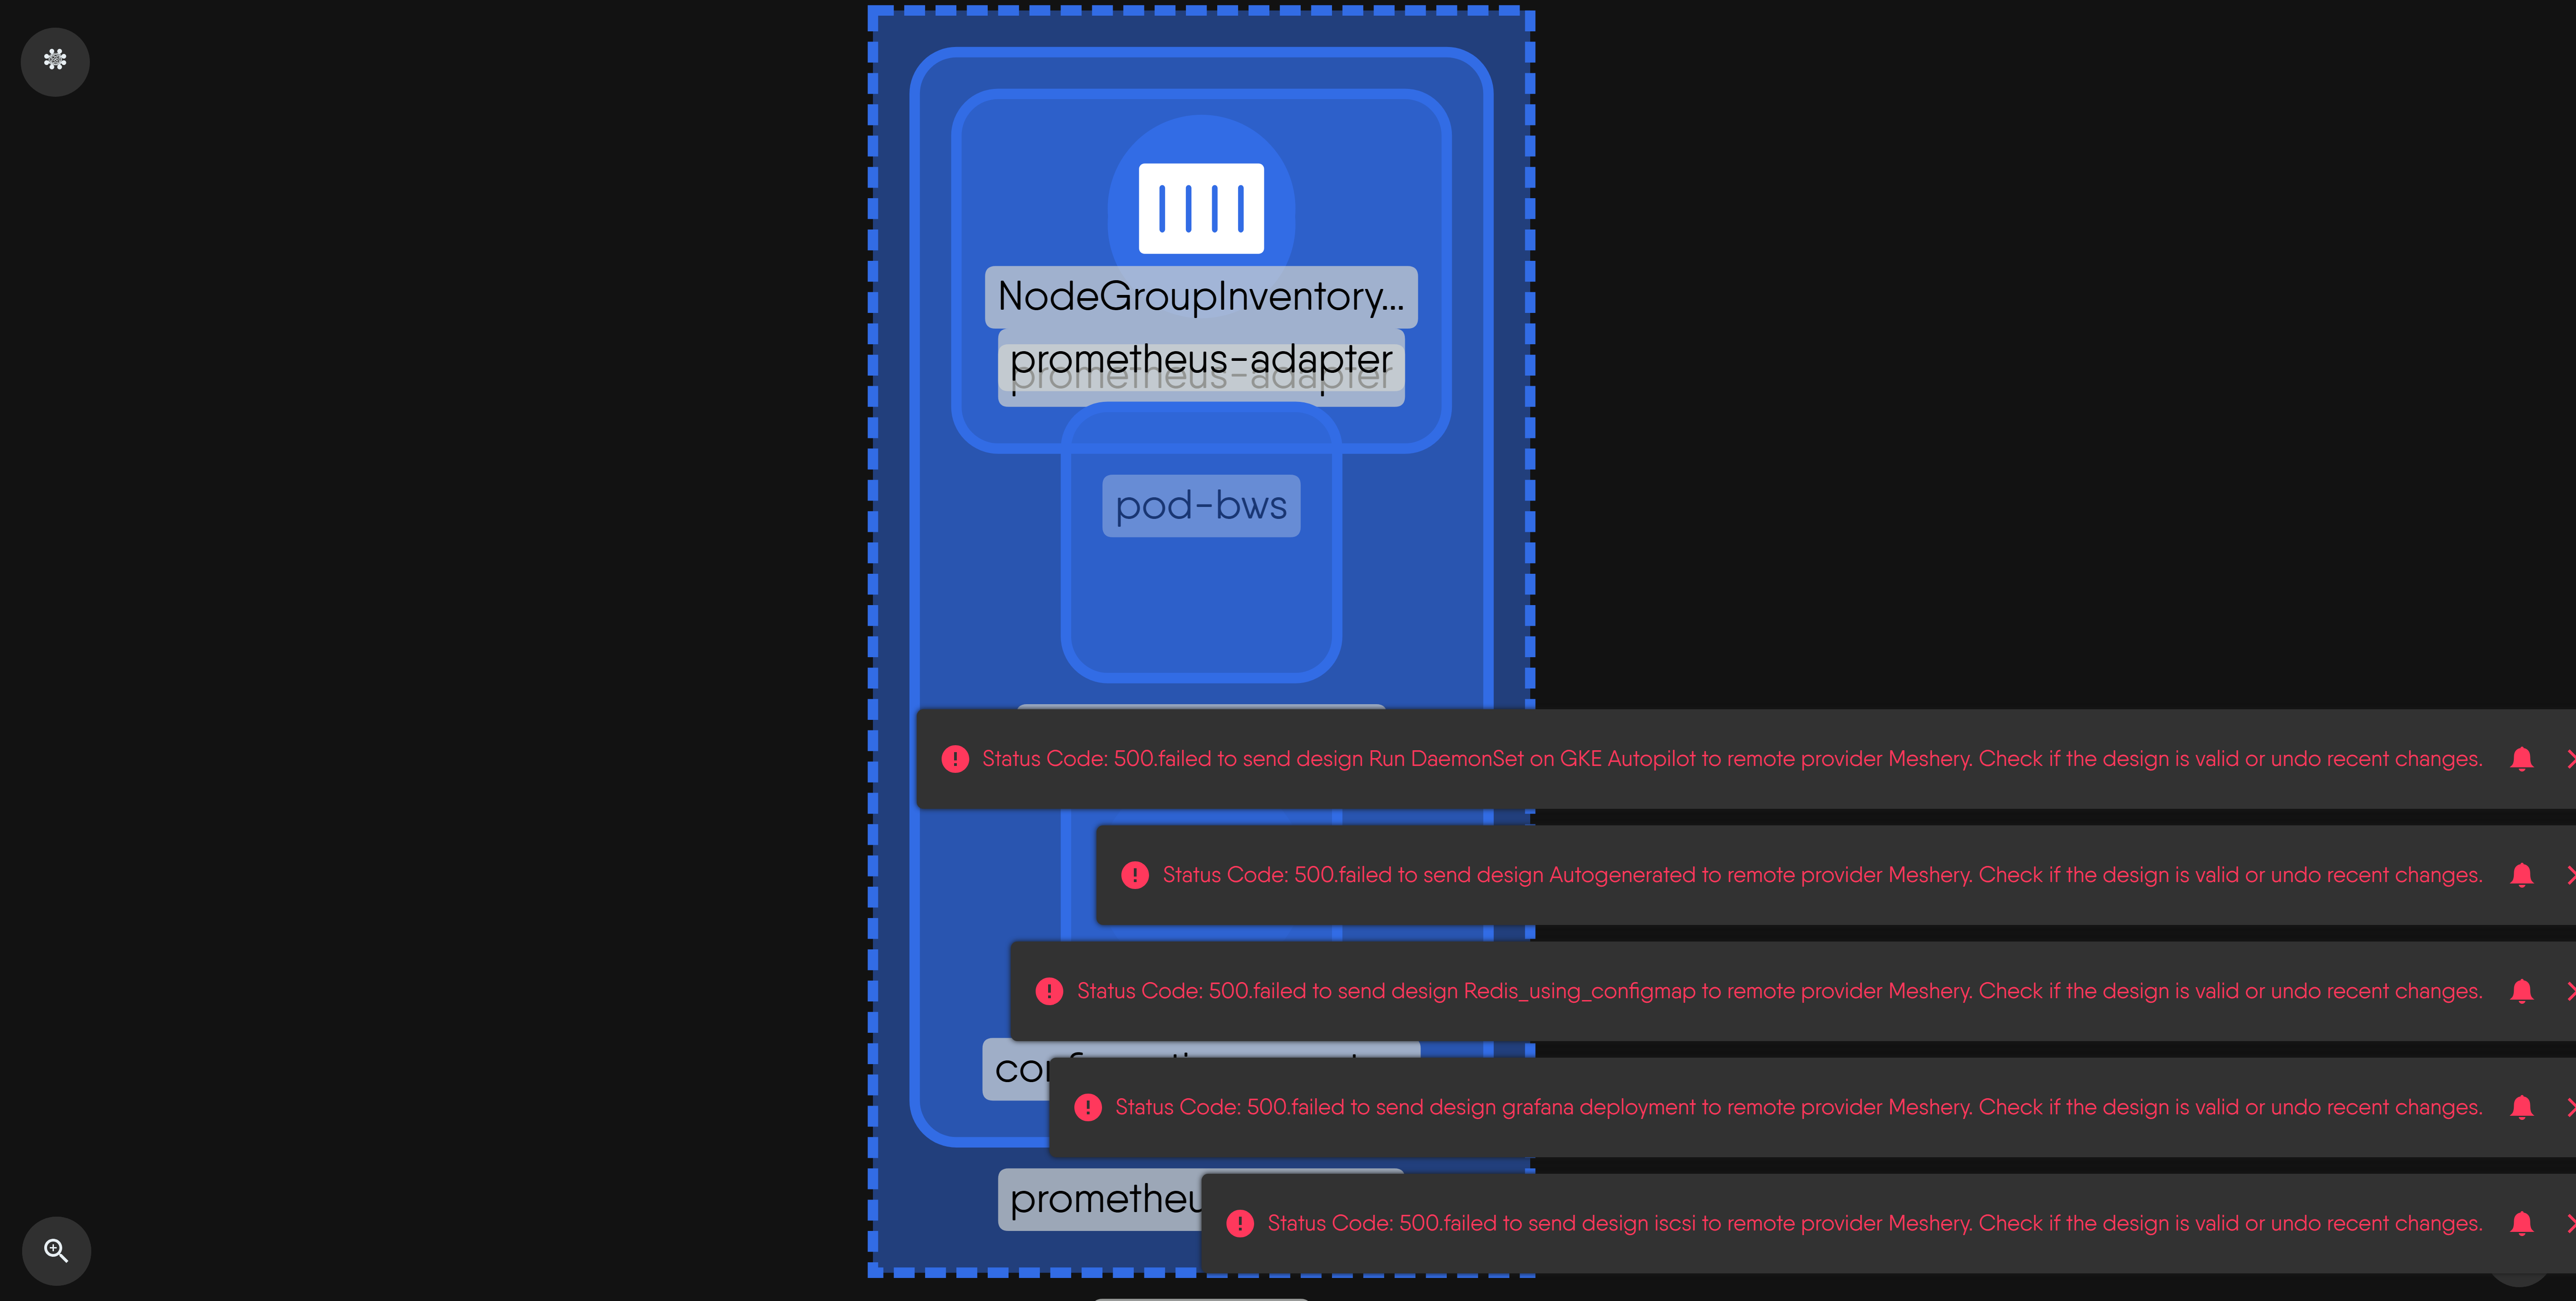 NodeGroupInventory...
prometheus-adapter
prometheus-adapter
pod-bws
Status Code: 500.failed to send design Run DaemonSet on GKE Autopilot to remote provider Meshery. Check if the design is valid or undo recent changes.
Status Code: 500.failed to send design Autogenerated to remote provider Meshery. Check if the design is valid or undo recent changes.
Status Code: 500.failed to send design Redis_using_configmap to remote provider Meshery. Check if the design is valid or undo recent changes.
Status Code: 500.failed to send design grafana deployment to remote provider Meshery. Check if the design is valid or undo recent changes.
prometheu
Status Code: 500.failed to send design iscsi to remote provider Meshery. Check if the design is valid or undo recent changes.